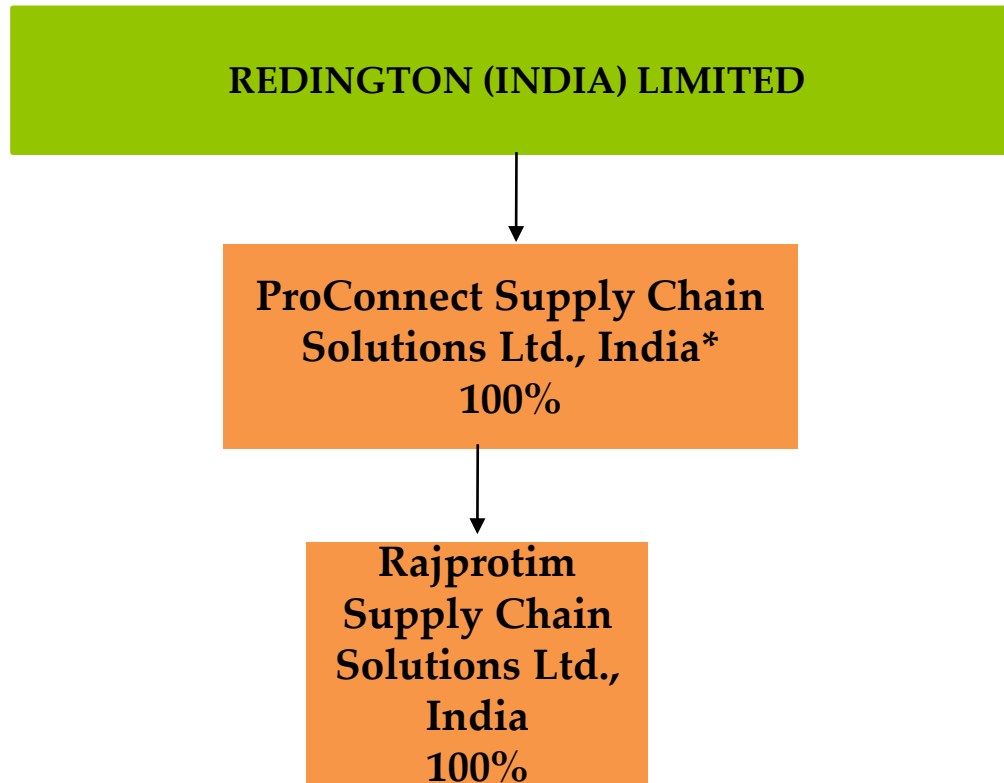 REDINGTON (INDIA) LIMITED
ProConnect Supply Chain
Solutions Ltd., India*
100%
Rajprotim
Supply Chain
Solutions Ltd.,
India
100%